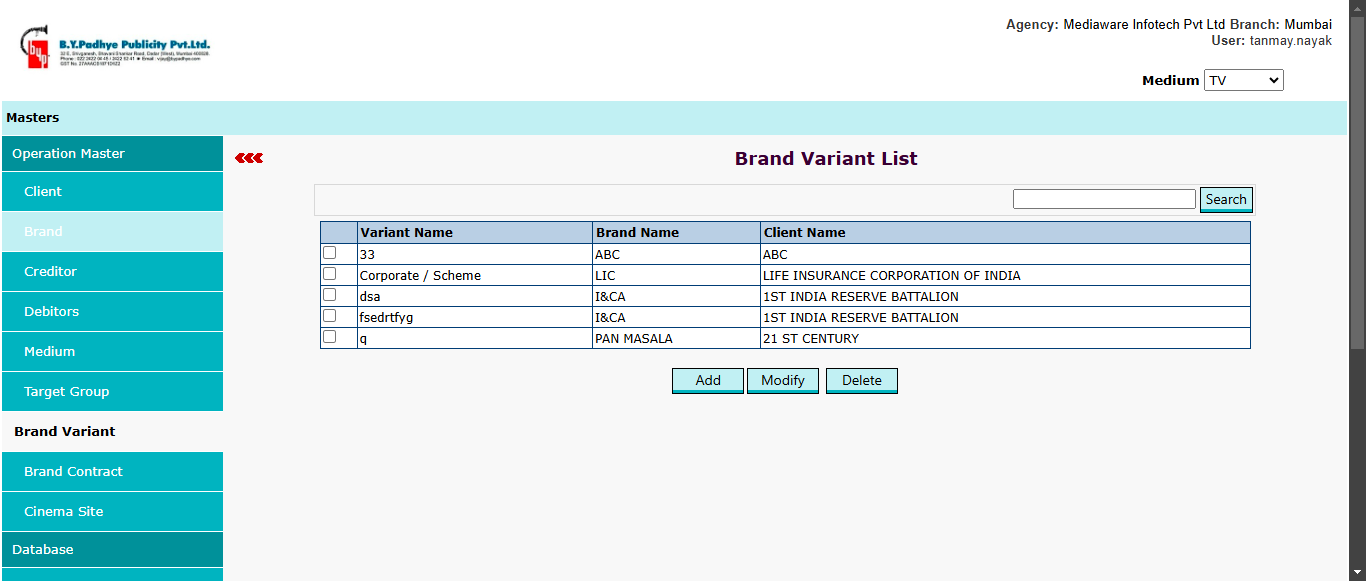 Agency: Mediaware Infotech Pvt Ltd Branch: Mumbai
User: tanmay.nayak
B.Y.Padhye Publicity Pvt.Ltd.
Medium TV
Masters
Operation Master
Client
Brand
Creditor
Debitors
Medium
Target Group
Brand Variant
Brand Contract
Cinema Site
Database
Brand Variant List
Search
Variant Name Brand Name Client Name
33 ABC ABC
Corporate / Scheme LIC LIFE INSURANCE CORPORATION OF INDIA
dsa I&CA 1ST INDIA RESERVE BATTALION
fsedrtfyg I&CA 1ST INDIA RESERVE BATTALION
q PAN MASALA 21 ST CENTURY
Add Modify Delete